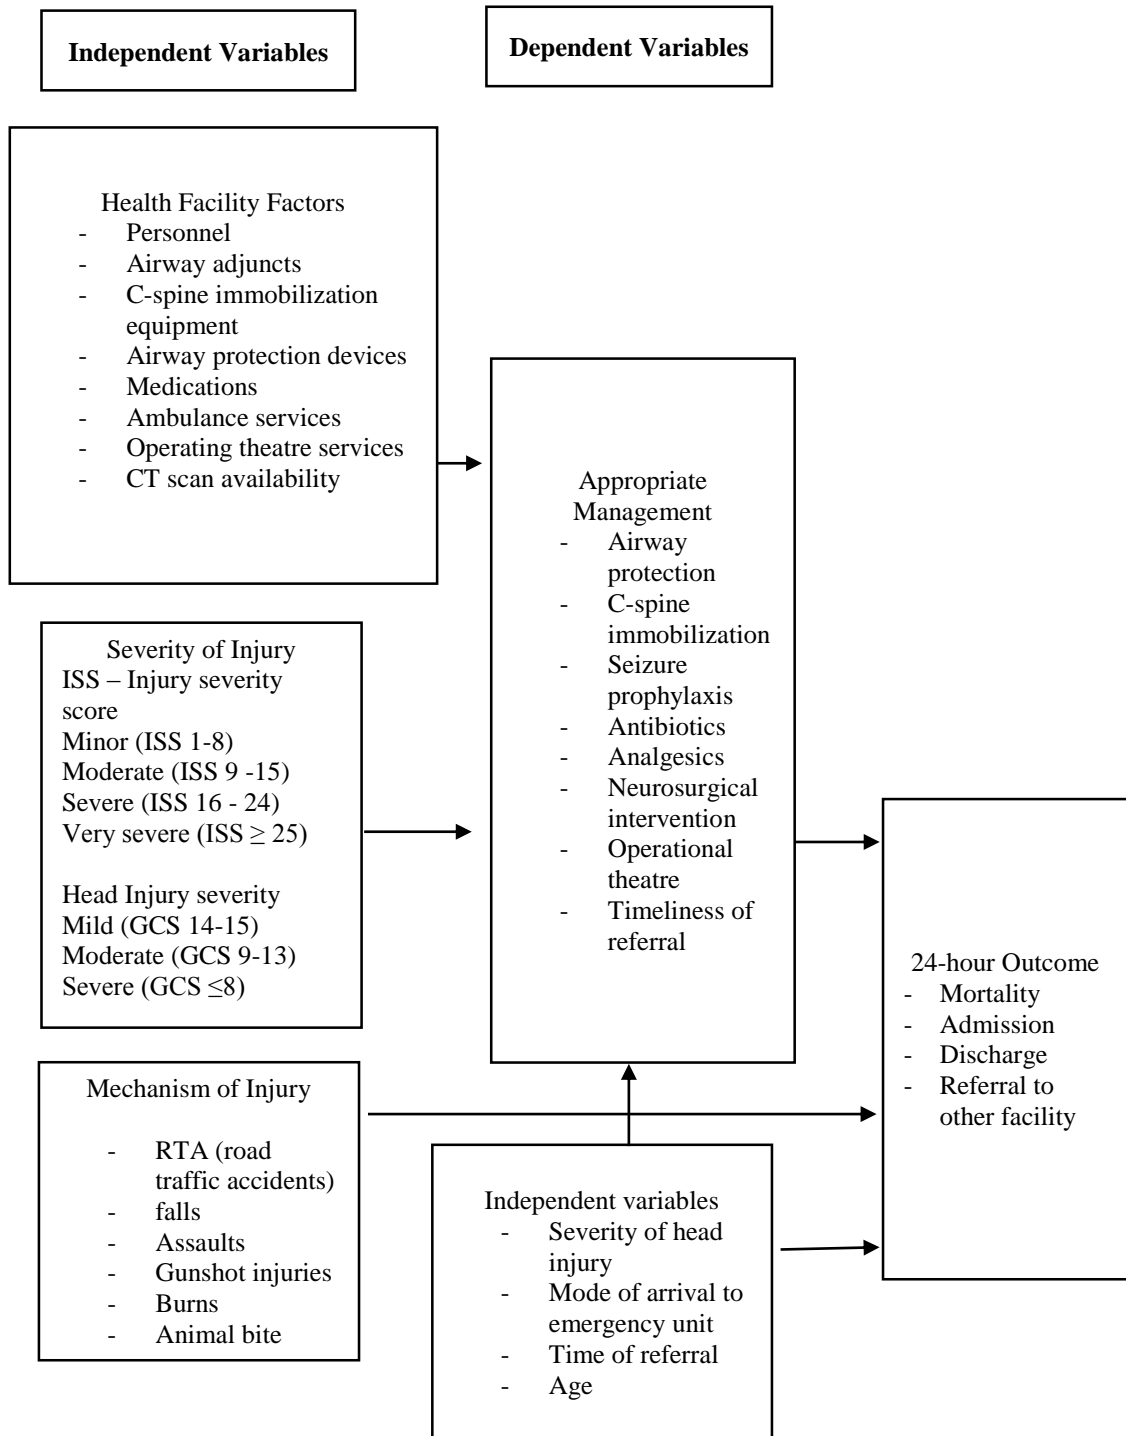 Independent Variables
Dependent Variables
Health Facility Factors
- Personnel
- Airway adjuncts
- C-spine immobilization
equipment
- Airway protection devices
- Medications
- Ambulance services
- Operating theatre services
- CT scan availability
Severity of Injury
ISS – Injury severity
score
Minor (ISS 1-8)
Moderate (ISS 9 -15)
Severe (ISS 16 - 24)
Very severe (ISS ≥ 25)
Head Injury severity
Mild (GCS 14-15)
Moderate (GCS 9-13)
Severe (GCS ≤8)
Mechanism of Injury
- RTA (road
traffic accidents)
- falls
- Assaults
- Gunshot injuries
- Burns
- Animal bite
Appropriate
Management
- Airway
protection
- C-spine
immobilization
- Seizure
prophylaxis
- Antibiotics
- Analgesics
- Neurosurgical
intervention
- Operational
theatre
- Timeliness of
referral
Independent variables
- Severity of head
injury
- Mode of arrival to
emergency unit
- Time of referral
- Age
24-hour Outcome
- Mortality
- Admission
- Discharge
- Referral to
other facility